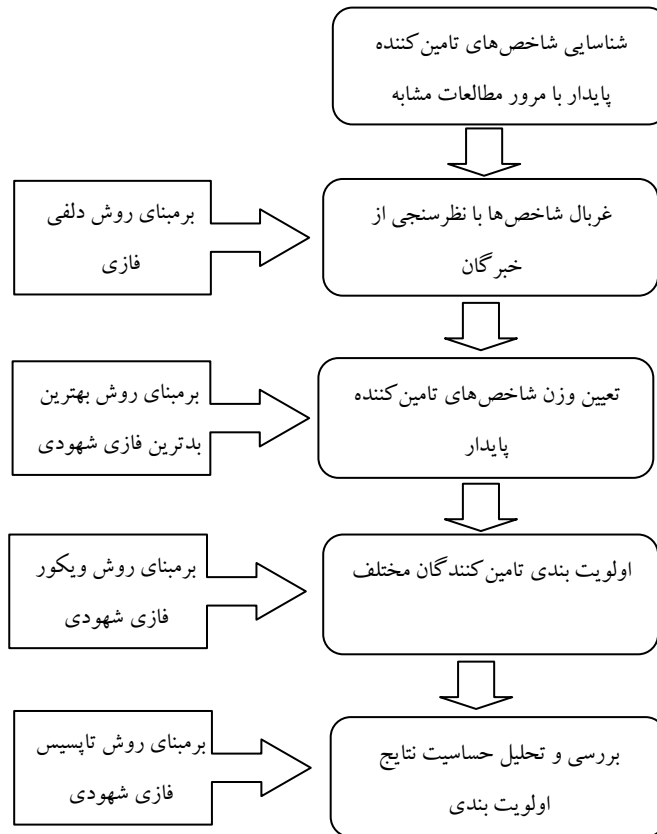 شناسایی شاخص‌های تامین‌کننده
پایدار با مرور مطالعات مشابه
غربال شاخص‌ها با نظرسنجی از
خبرگان
برمبنای روش دلفی
فازی
تعیین وزن شاخص‌های تامین‌کننده
پایدار
برمبنای روش بهترین
بدترین فازی شهودی
اولویت بندی تامین‌کنندگان مختلف
برمبنای روش ویکور
فازی شهودی
بررسی و تحلیل حساسیت نتایج
اولویت بندی
برمبنای روش تاپسیس
فازی شهودی